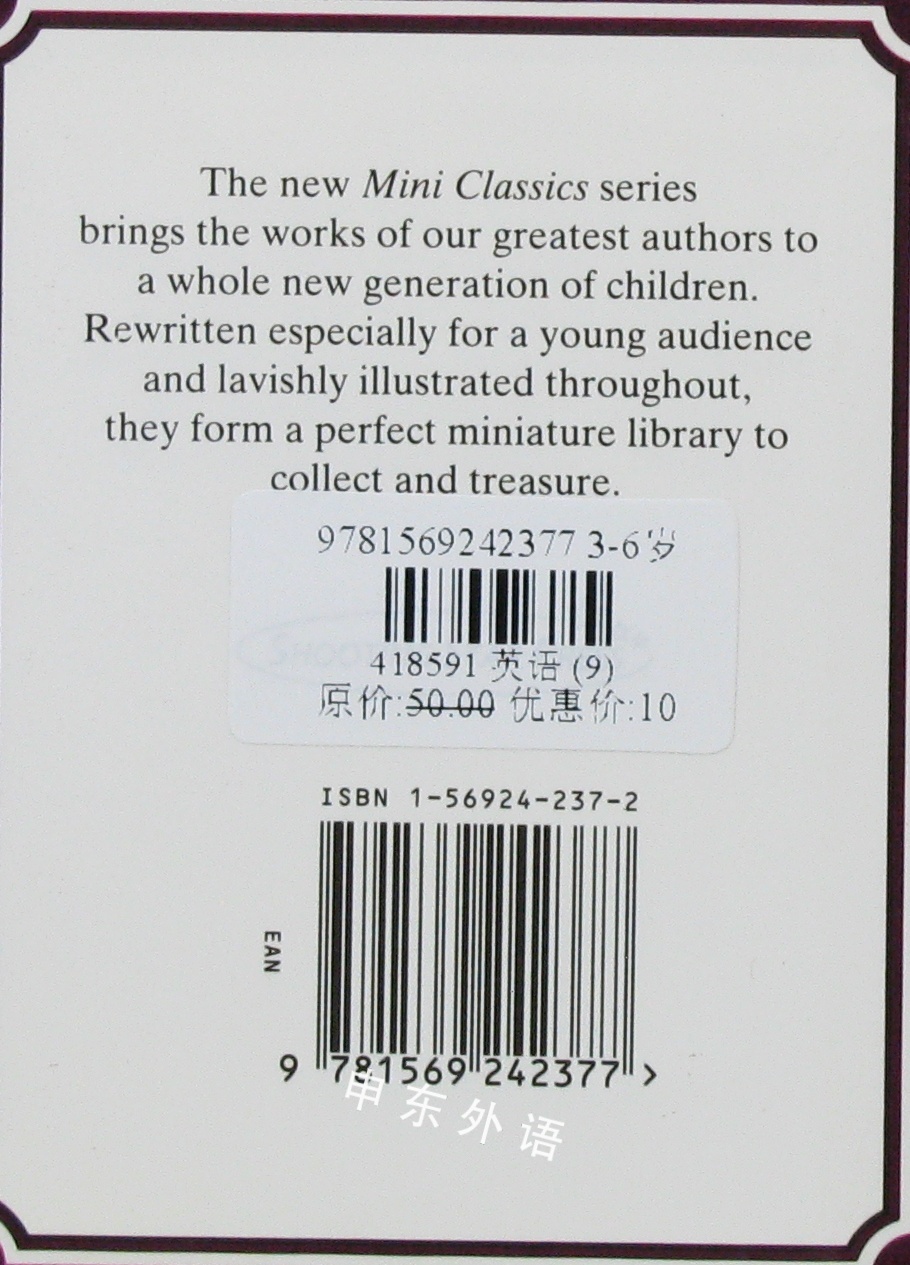 The new Mini Classics series
brings the works of our greatest authors to
a whole new generation of children.
Rewritten especially for a young audience
and lavishly illustrated throughout,
they form a perfect miniature library to
collect and treasure.
9781569242377 3-6岁
418591 英语 (9)
原价:50.00 优惠价:10
ISBN 1-56924-237-2
EAN
9 781569 242377 >
申东外语